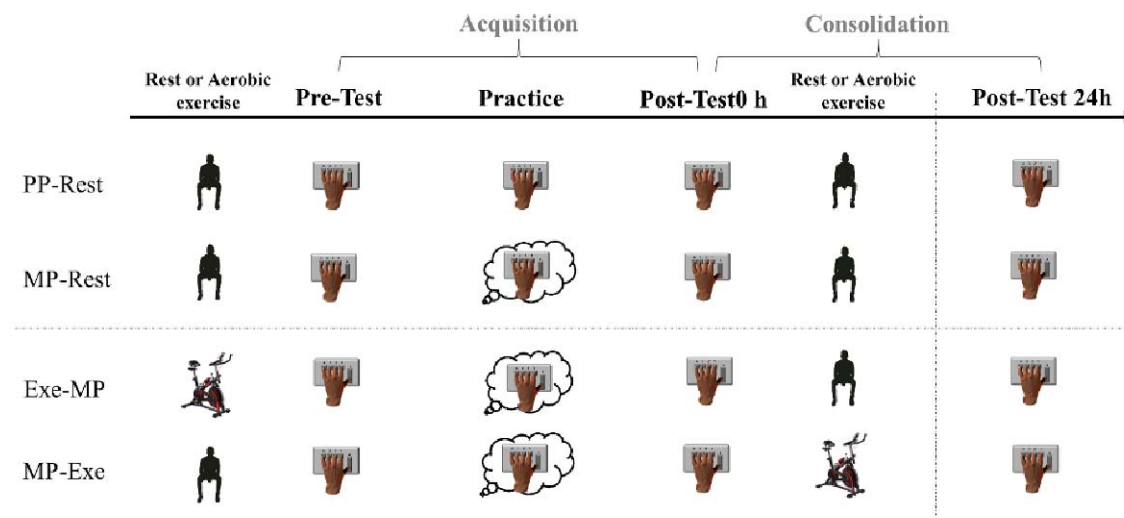 Acquisition
Consolidation
Rest or Aerobic
exercise
Pre-Test
Practice
Post-Test0 h
Rest or Aerobic
exercise
Post-Test 24h
PP-Rest
MP-Rest
Exe-MP
MP-Exe